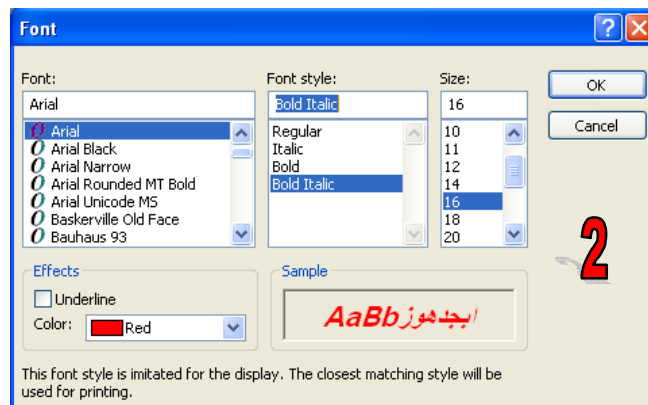 Font
Font:
Font style:
Size:
Arial
Bold Italic
16
OK
Cancel
Arial
Arial Black
Arial Narrow
Arial Rounded MT Bold
Arial Unicode MS
Baskerville Old Face
Bauhaus 93
Regular
Italic
Bold
Bold Italic
10
11
12
14
16
18
20
2
Effects
Underline
Color:
Red
Sample
AaBbابجدهوز
This font style is imitated for the display. The closest matching style will be
used for printing.